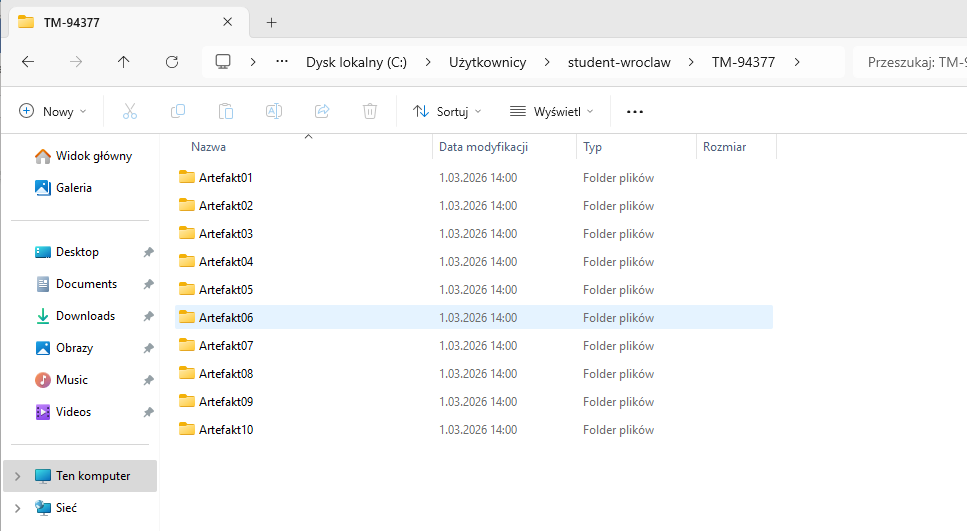 TM-94377
Dysk lokalny (C:) Użytkownicy student-wroclaw TM-94377 Przeszukaj: TM-9
Nowy Sortuj Wyświetl
Widok główny
Galeria
Desktop
Documents
Downloads
Obrazy
Music
Videos
Ten komputer
Sieć
Nazwa Data modyfikacji Typ Rozmiar
Artefakt01 1.03.2026 14:00 Folder plików
Artefakt02 1.03.2026 14:00 Folder plików
Artefakt03 1.03.2026 14:00 Folder plików
Artefakt04 1.03.2026 14:00 Folder plików
Artefakt05 1.03.2026 14:00 Folder plików
Artefakt06 1.03.2026 14:00 Folder plików
Artefakt07 1.03.2026 14:00 Folder plików
Artefakt08 1.03.2026 14:00 Folder plików
Artefakt09 1.03.2026 14:00 Folder plików
Artefakt10 1.03.2026 14:00 Folder plików